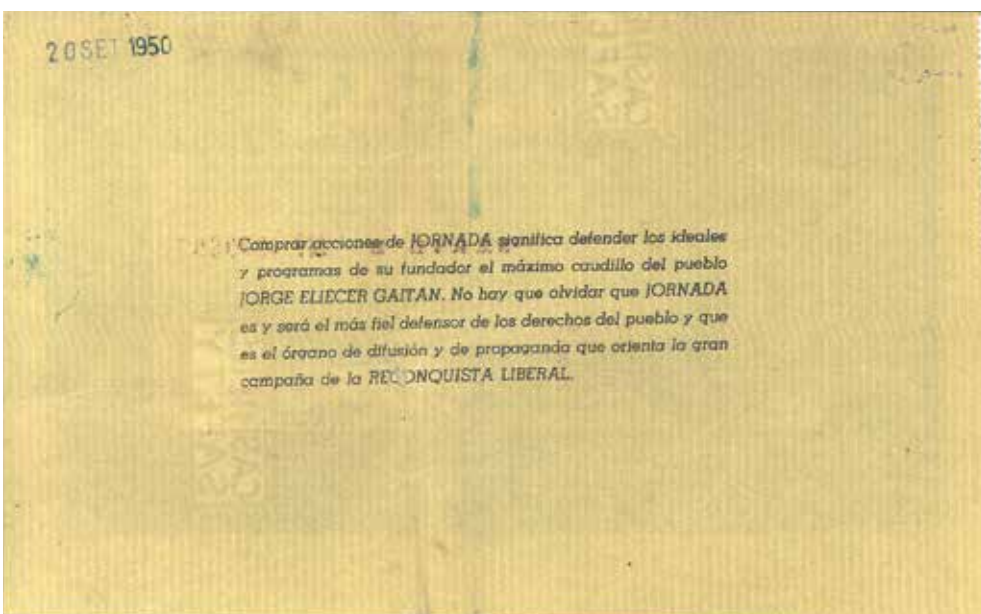 20 SET 1950
Comprar acciones de JORNADA significa defender los ideales
y programas de su fundador el máximo caudillo del pueblo
JORGE ELIECER GAITAN. No hay que olvidar que JORNADA
es y será el más fiel defensor de los derechos del pueblo y que
es el órgano de difusión y de propaganda que orienta la gran
campaña de la RECONQUISTA LIBERAL.